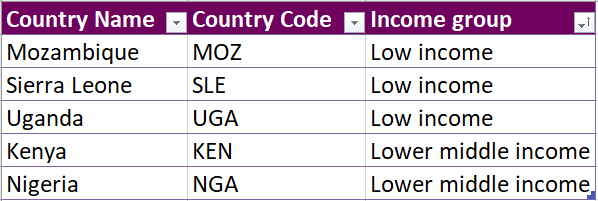 Country Name Country Code Income group
Mozambique MOZ Low income
Sierra Leone SLE Low income
Uganda UGA Low income
Kenya KEN Lower middle income
Nigeria NGA Lower middle income